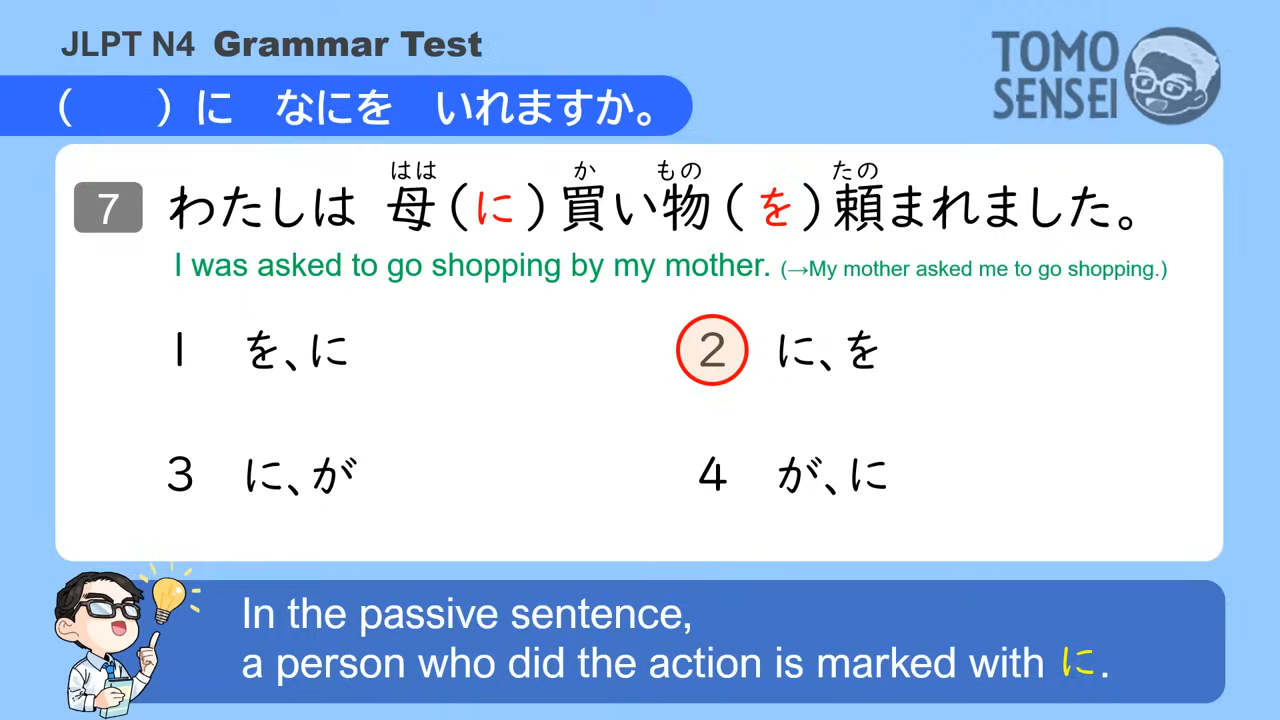 JLPT N4 Grammar Test
TOMO
SENSEI
(　　)に　なにを　いれますか。
はは　か　もの　たの
7 わたしは 母(に)買い物(を)頼まれました。
I was asked to go shopping by my mother. (→My mother asked me to go shopping.)
1　を、に　2　に、を
3　に、が　4　が、に
In the passive sentence,
a person who did the action is marked with に.